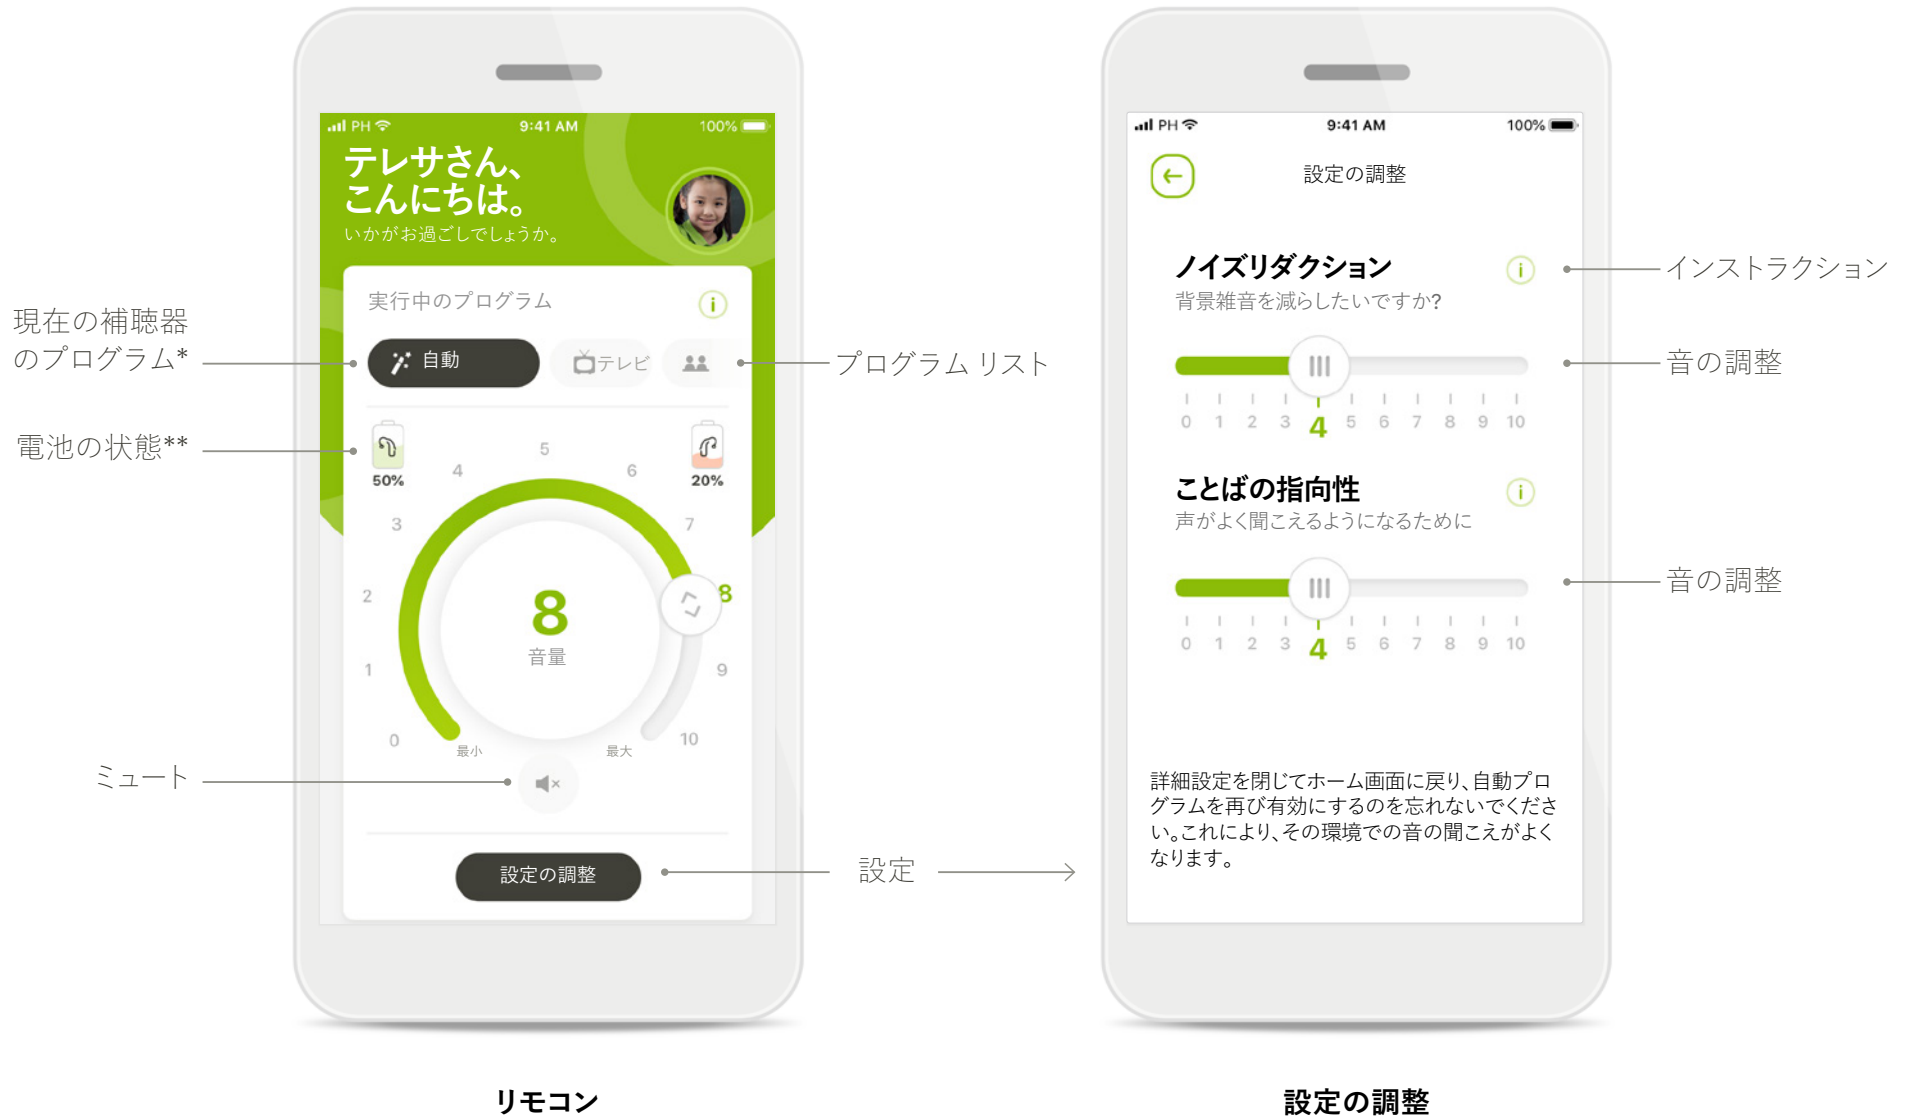 PH
9:41 AM
100%
テレサさん、
こんにちは。
いかがお過ごしでしょうか。
実行中のプログラム
i
自動
テレビ
50%
20%
0
1
2
3
4
5
6
7
8
9
10
8
音量
最小
最大
設定の調整
現在の補聴器
のプログラム*
電池の状態**
ミュート
プログラム リスト
設定
リモコン
PH
9:41 AM
100%
設定の調整
ノイズリダクション
i
背景雑音を減らしたいですか?
0 1 2 3 4 5 6 7 8 9 10
ことばの指向性
i
声がよく聞こえるようになるために
0 1 2 3 4 5 6 7 8 9 10
詳細設定を閉じてホーム画面に戻り、自動プロ
グラムを再び有効にするのを忘れないでくださ
い。これにより、その環境での音の聞こえがよく
なります。
インストラクション
音の調整
音の調整
設定の調整